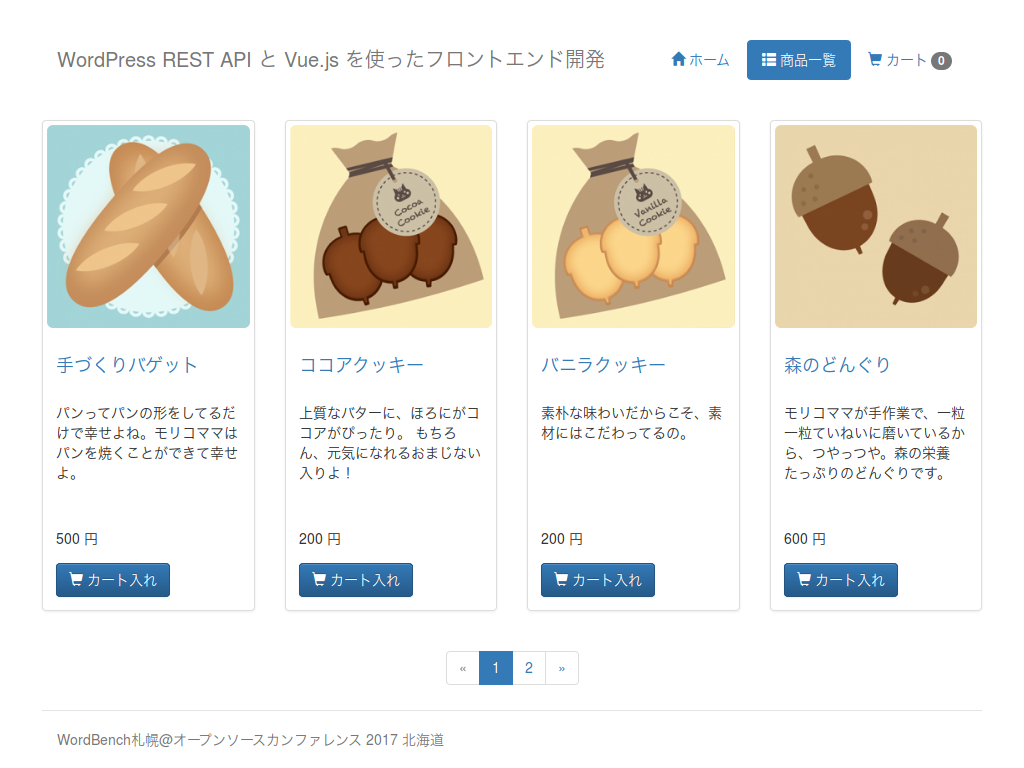 WordPress REST API と Vue.js を使ったフロントエンド開発
ホーム
商品一覧
カート 0
Cocoa
Cookie
Vanilla
Cookie
手づくりバゲット
パンってパンの形をしてるだ
けで幸せよね。モリコママは
パンを焼くことができて幸せ
よ。
500 円
カート入れ
ココアクッキー
上質なバターに、ほろにがコ
コアがぴったり。 もちろ
ん、元気になれるおまじない
入りよ！
200 円
カート入れ
バニラクッキー
素朴な味わいだからこそ、素
材にはこだわってるの。
200 円
カート入れ
森のどんぐり
モリコママが手作業で、一粒
一粒ていねいに磨いているか
ら、つやっつや。森の栄養
たっぷりのどんぐりです。
600 円
カート入れ
« 1 2 »
WordBench札幌@オープンソースカンファレンス 2017 北海道